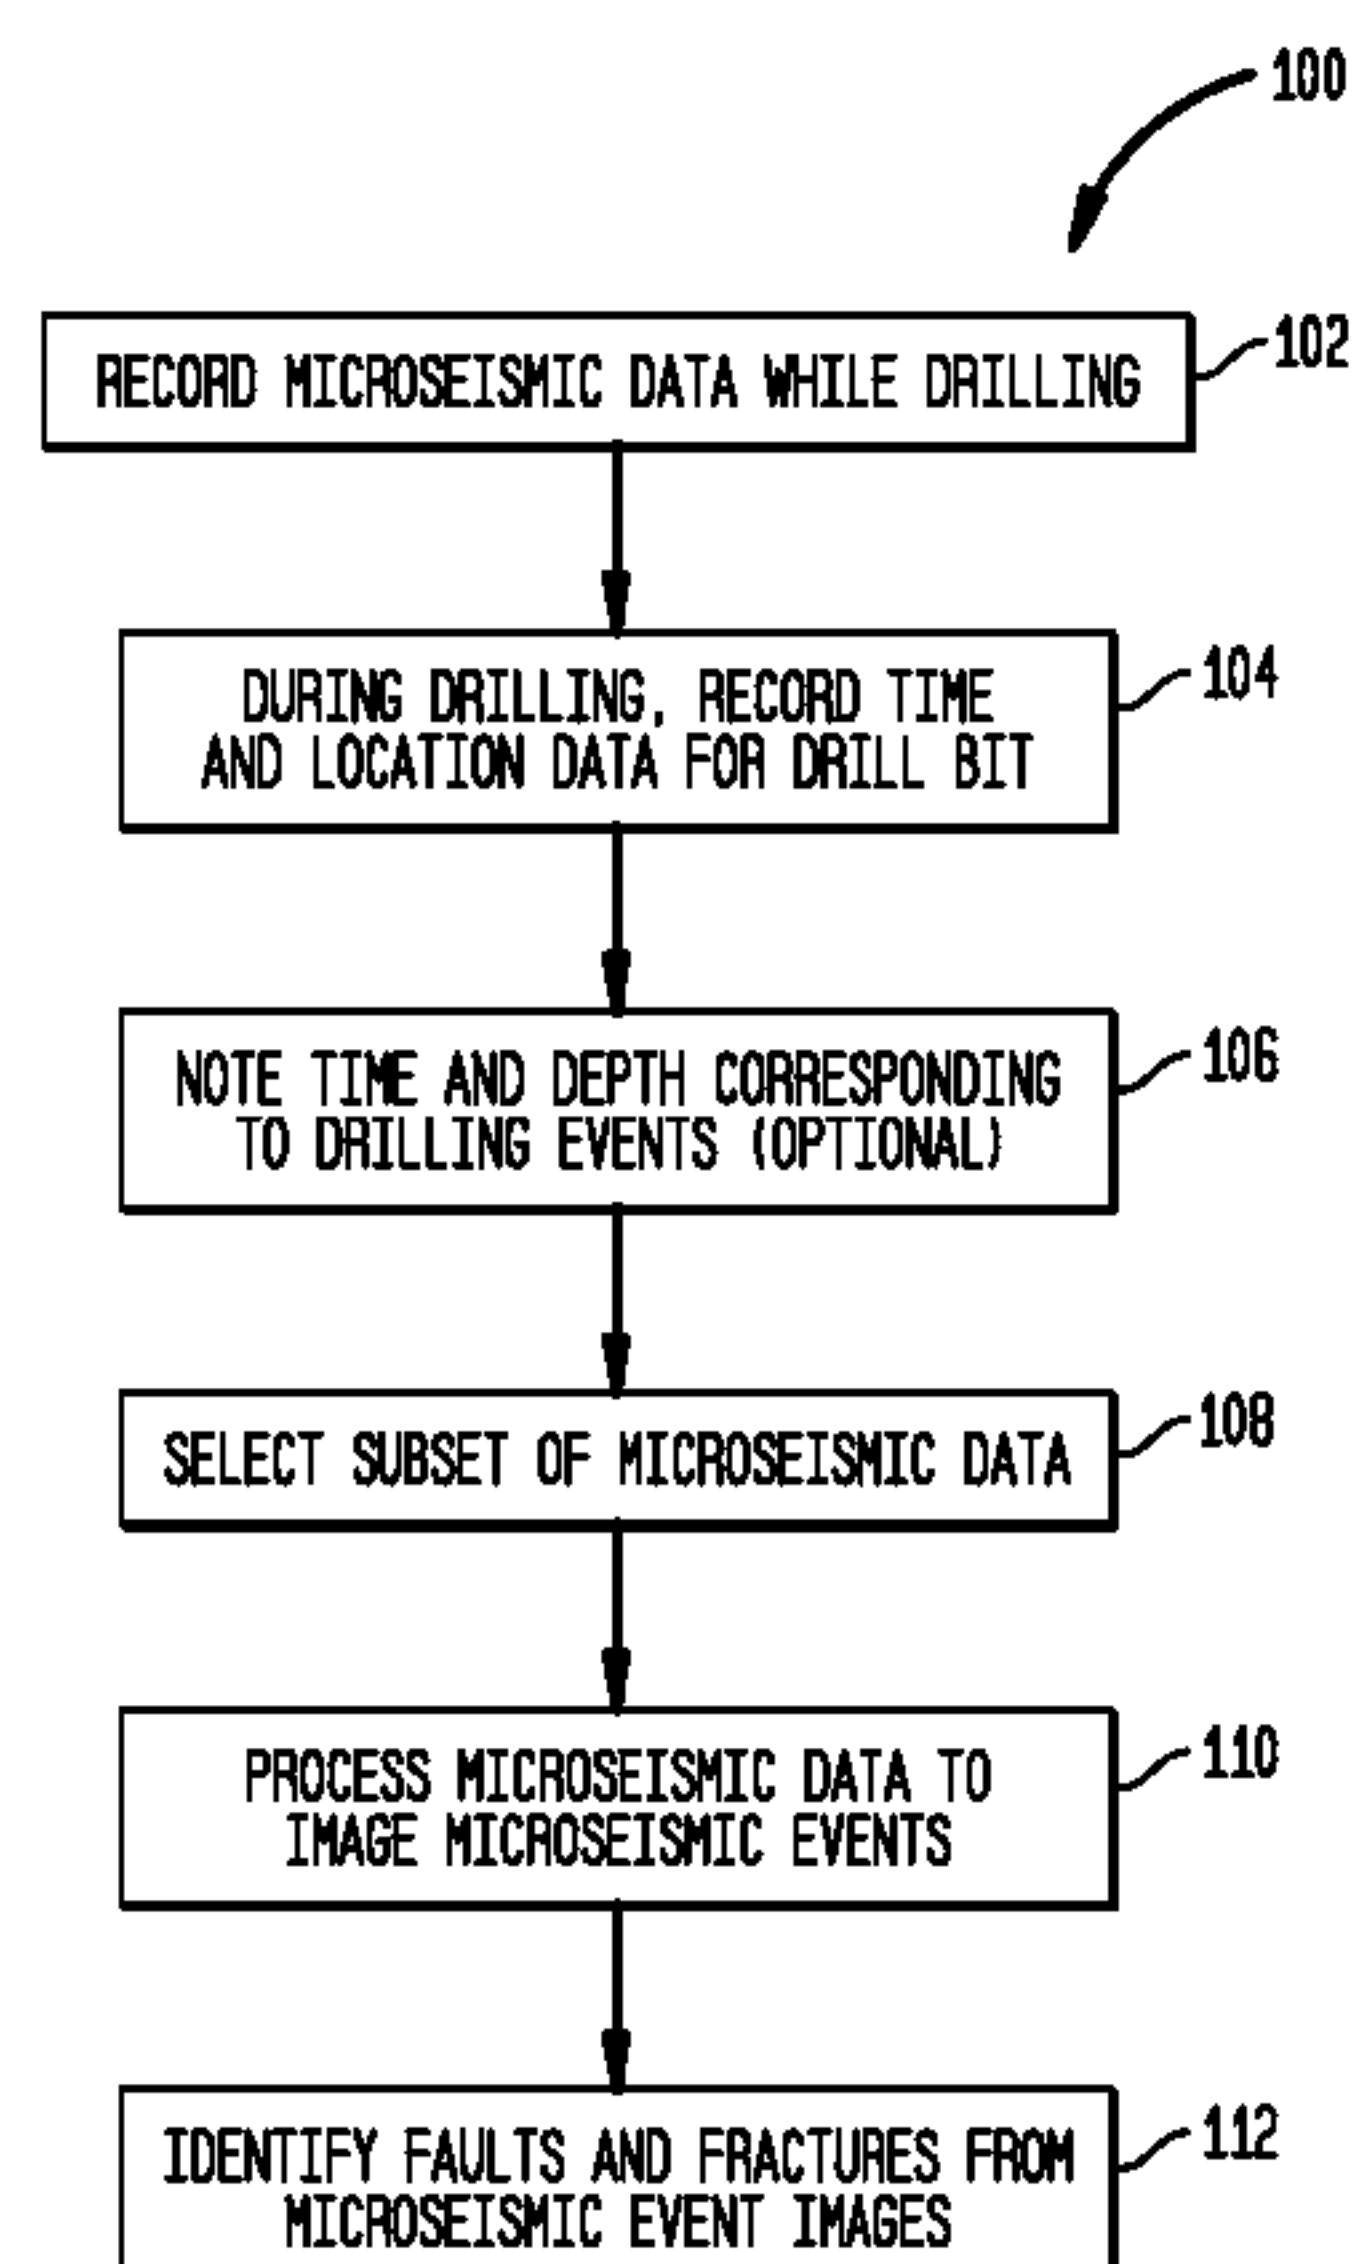 100
RECORD MICROSEISMIC DATA WHILE DRILLING
102
DURING DRILLING, RECORD TIME
AND LOCATION DATA FOR DRILL BIT
104
NOTE TIME AND DEPTH CORRESPONDING
TO DRILLING EVENTS (OPTIONAL)
106
SELECT SUBSET OF MICROSEISMIC DATA
108
PROCESS MICROSEISMIC DATA TO
IMAGE MICROSEISMIC EVENTS
110
IDENTIFY FAULTS AND FRACTURES FROM
MICROSEISMIC EVENT IMAGES
112